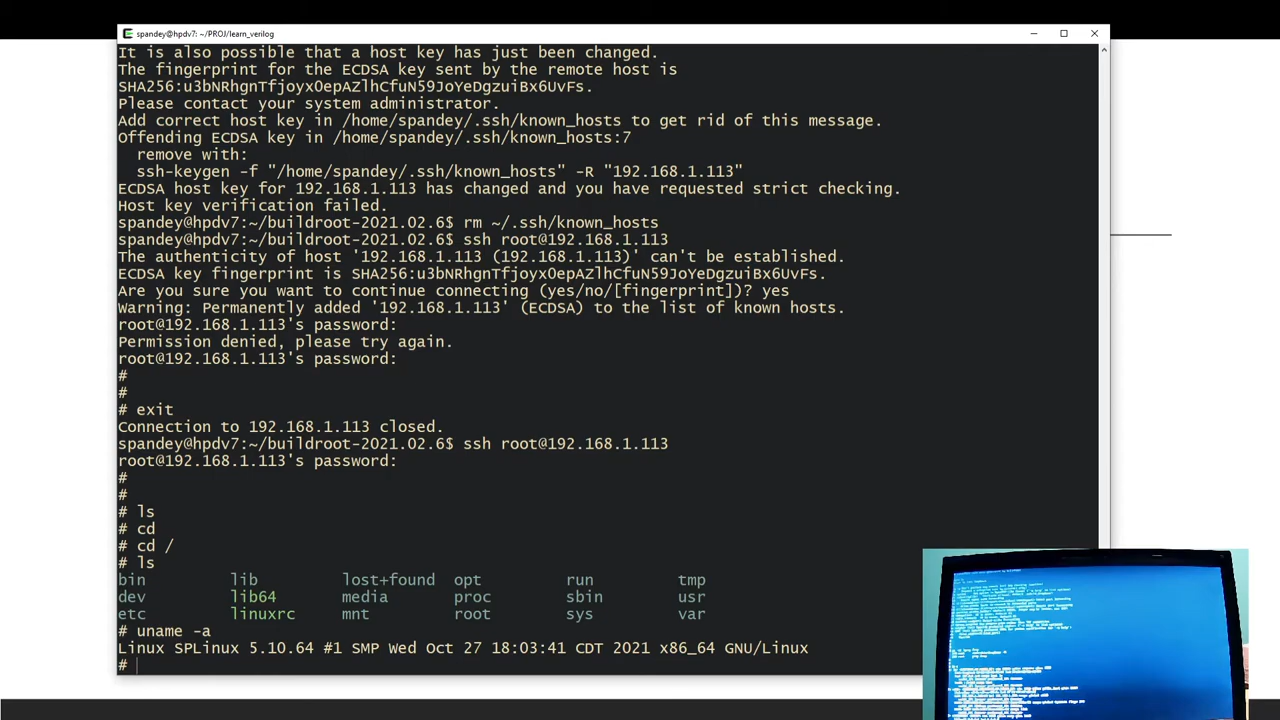 spandey@hpdv7: ~/PROJ/learn_verilog
It is also possible that a host key has just been changed.
The fingerprint for the ECDSA key sent by the remote host is
SHA256:u3bNRhgnTfjoyxOepAZlhCfuN59JoYeDgzuiBx6UvFs.
Please contact your system administrator.
Add correct host key in /home/spandey/.ssh/known_hosts to get rid of this message.
Offending ECDSA key in /home/spandey/.ssh/known_hosts:7
remove with:
ssh-keygen -f "/home/spandey/.ssh/known_hosts" -R "192.168.1.113"
ECDSA host key for 192.168.1.113 has changed and you have requested strict checking.
Host key verification failed.
spandey@hpdv7:~/buildroot-2021.02.6$ rm ~/.ssh/known_hosts
spandey@hpdv7:~/buildroot-2021.02.6$ ssh root@192.168.1.113
The authenticity of host '192.168.1.113 (192.168.1.113)' can't be established.
ECDSA key fingerprint is SHA256:u3bNRhgnTfjoyxOepAZlhCfuN59JoYeDgzuiBx6UvFs.
Are you sure you want to continue connecting (yes/no/[fingerprint])? yes
Warning: Permanently added '192.168.1.113' (ECDSA) to the list of known hosts.
root@192.168.1.113's password:
Permission denied, please try again.
root@192.168.1.113's password:
#
#
# exit
Connection to 192.168.1.113 closed.
spandey@hpdv7:~/buildroot-2021.02.6$ ssh root@192.168.1.113
root@192.168.1.113's password:
#
#
# ls
# cd
# cd /
# ls
bin lib lost+found opt run tmp
dev lib64 media proc sbin usr
etc linuxrc mnt root sys var
# uname -a
Linux SPLinux 5.10.64 #1 SMP Wed Oct 27 18:03:41 CDT 2021 x86_64 GNU/Linux
#